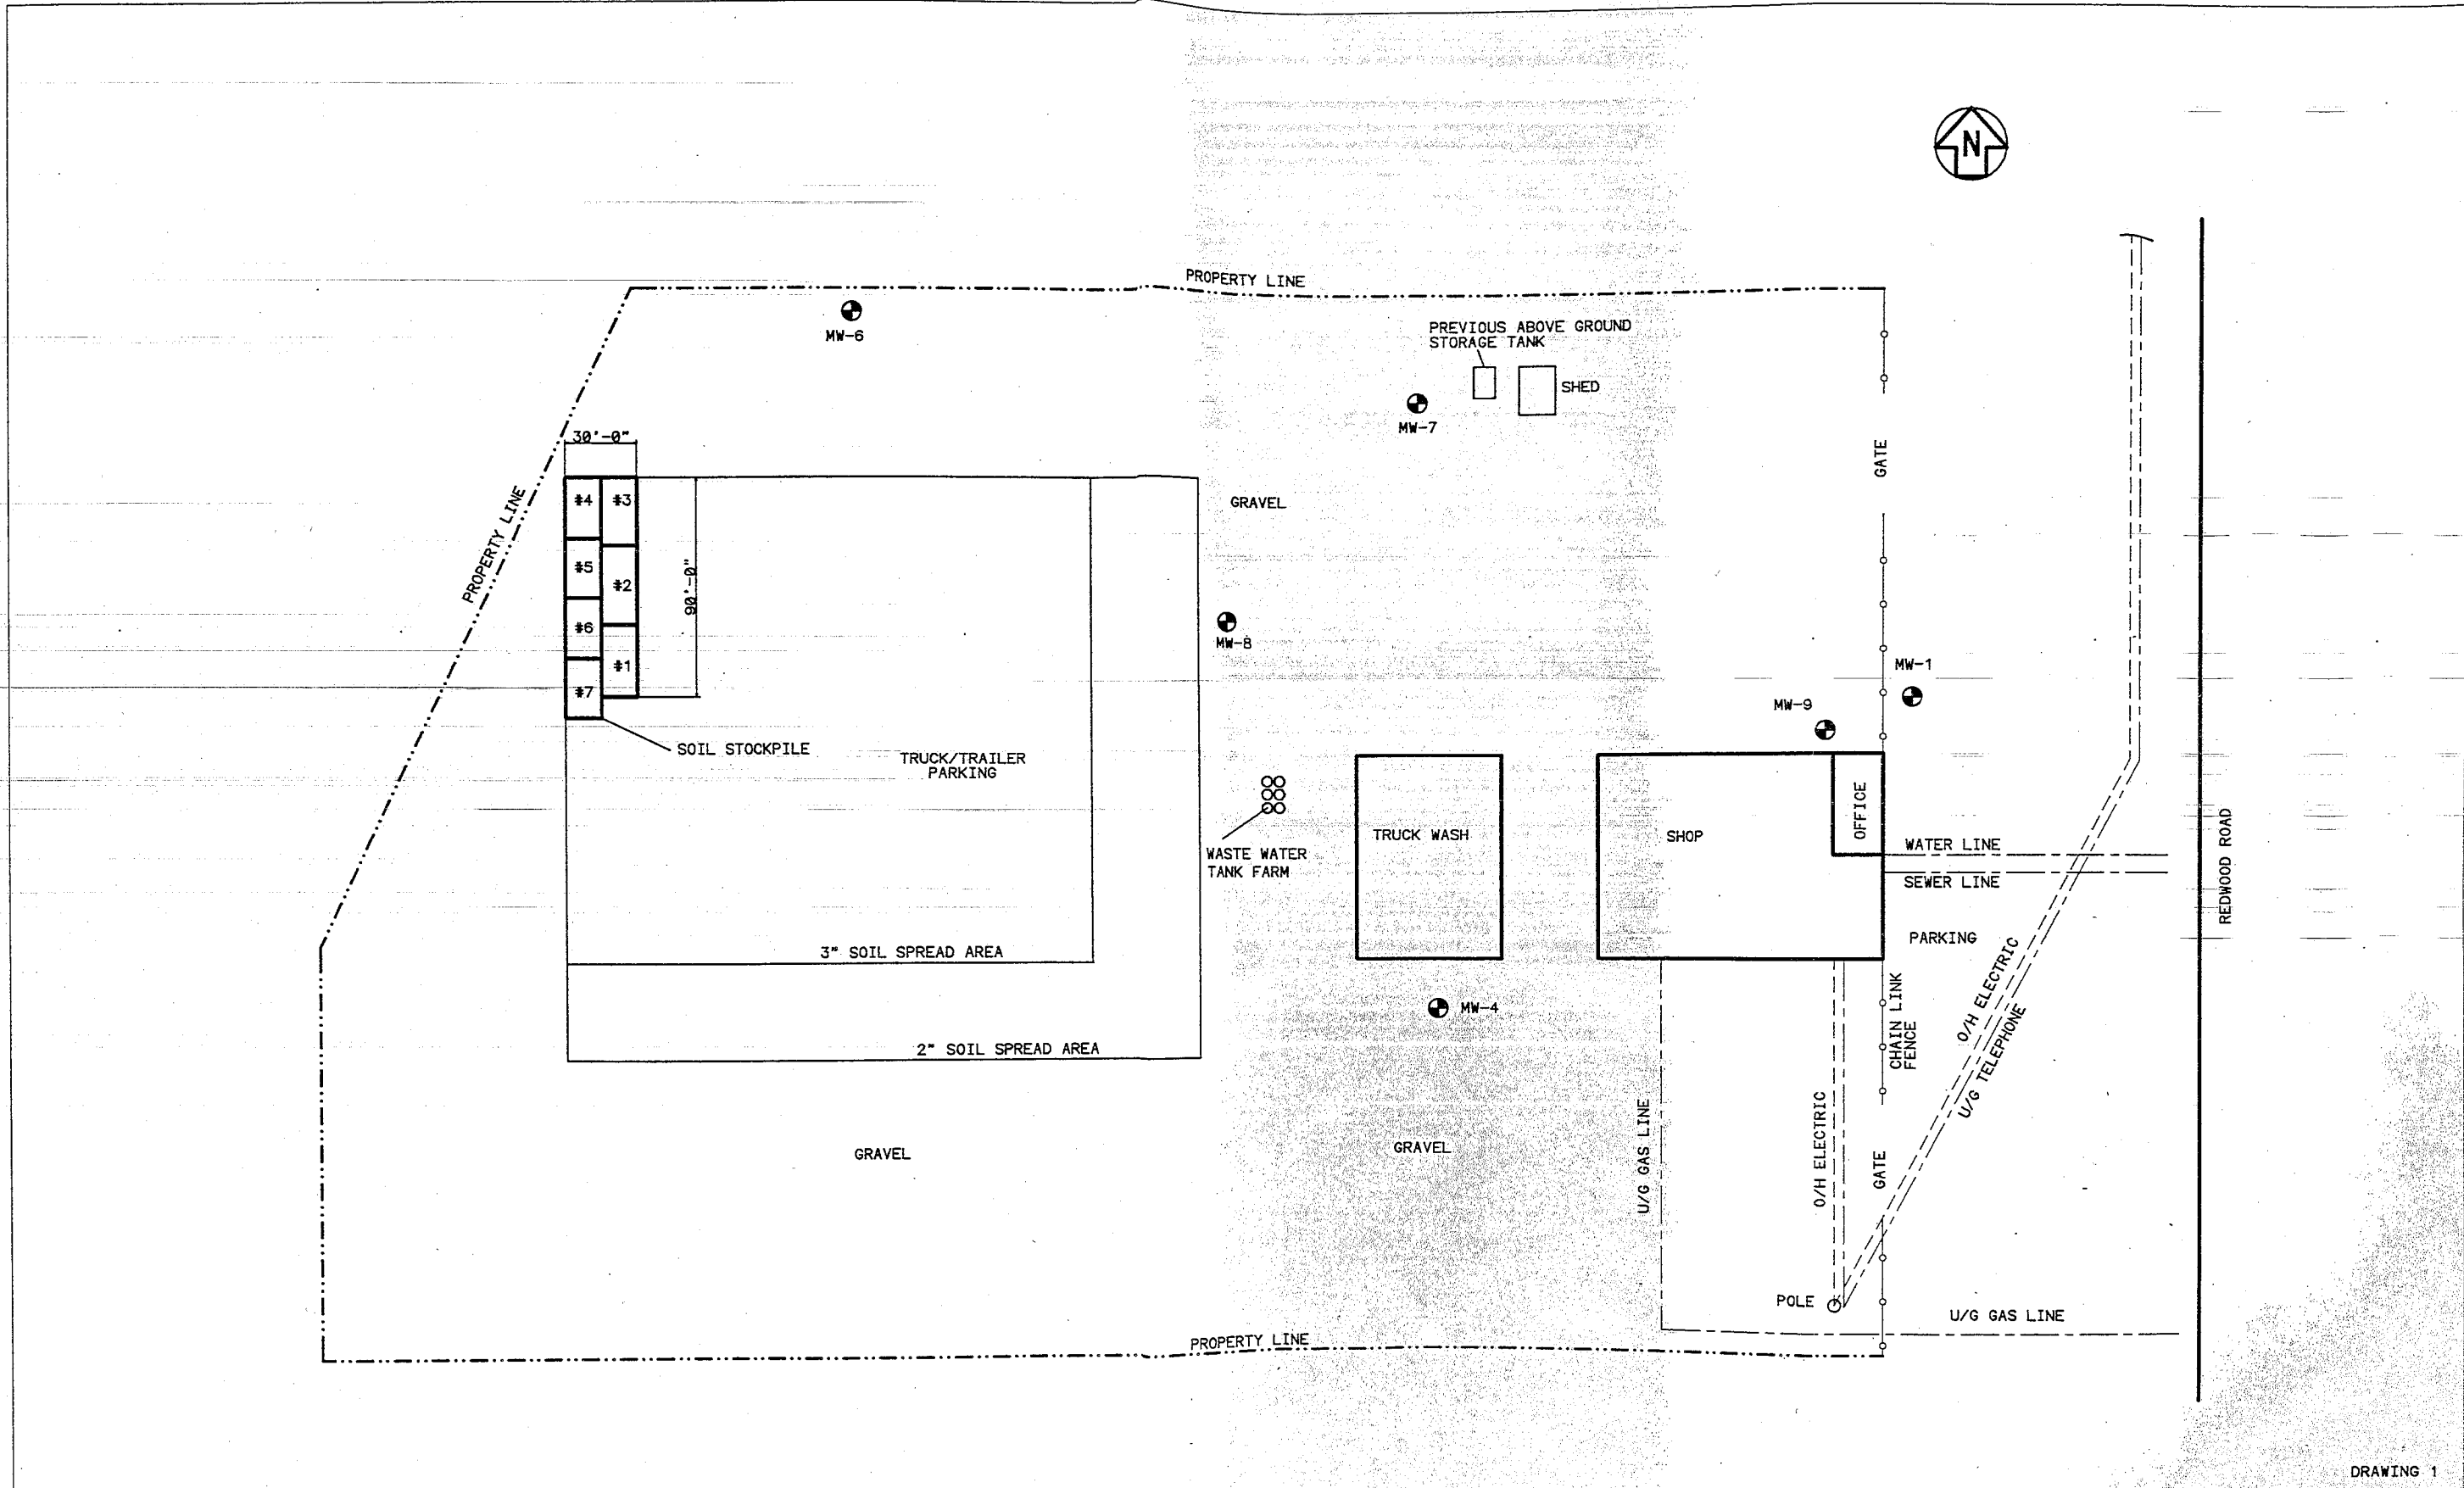 N
PROPERTY LINE
MW-6
PREVIOUS ABOVE GROUND
STORAGE TANK
SHED
MW-7
30'-0"
GATE
#4
#3
GRAVEL
PROPERTY LINE
#5
#2
90'-0"
#6
MW-8
#1
MW-1
#7
MW-9
SOIL STOCKPILE
TRUCK/TRAILER
PARKING
OFFICE
TRUCK WASH
SHOP
WATER LINE
REDWOOD ROAD
WASTE WATER
TANK FARM
SEWER LINE
PARKING
3" SOIL SPREAD AREA
O/H ELECTRIC
CHAIN LINK
FENCE
MW-4
2" SOIL SPREAD AREA
U/G TELEPHONE
GRAVEL
GRAVEL
U/G GAS LINE
O/H ELECTRIC
GATE
POLE
U/G GAS LINE
PROPERTY LINE
DRAWING 1